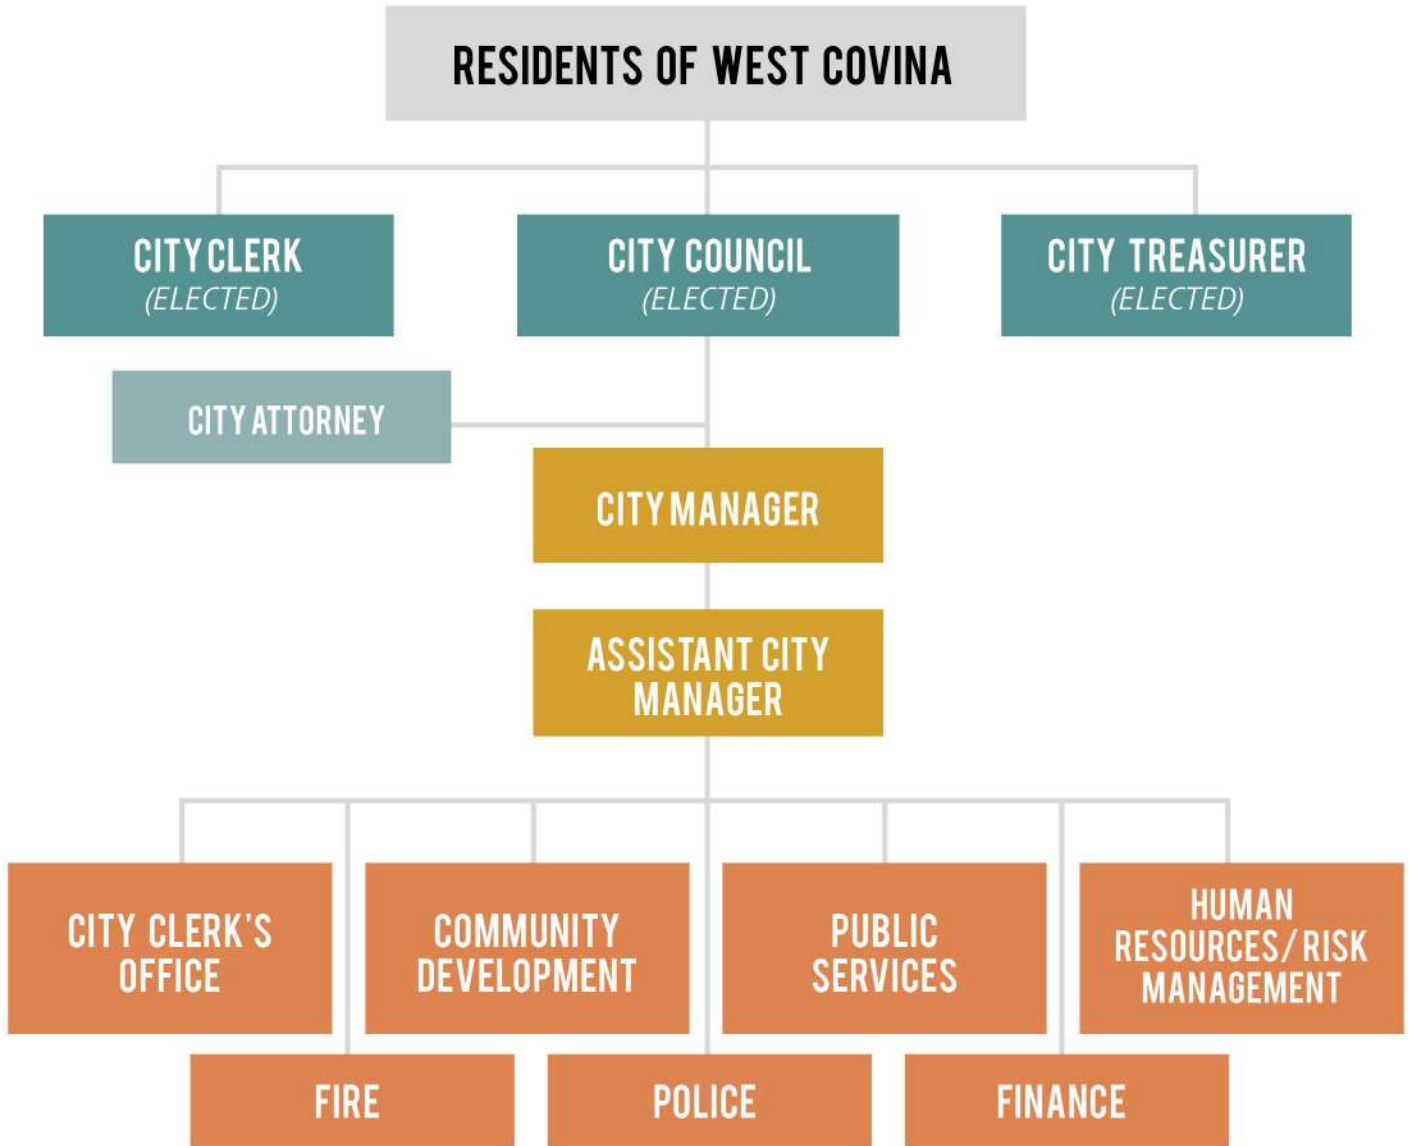 RESIDENTS OF WEST COVINA
CITY CLERK
(ELECTED)
CITY COUNCIL
(ELECTED)
CITY TREASURER
(ELECTED)
CITY ATTORNEY
CITY MANAGER
ASSISTANT CITY
MANAGER
CITY CLERK'S
OFFICE
COMMUNITY
DEVELOPMENT
PUBLIC
SERVICES
HUMAN
RESOURCES/RISK
MANAGEMENT
FIRE
POLICE
FINANCE